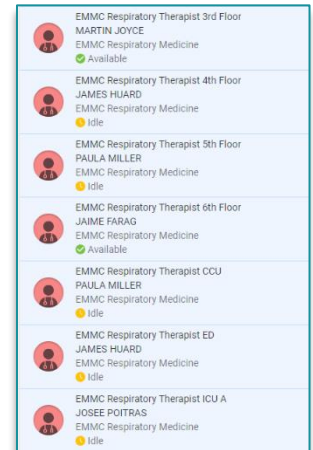 EMMC Respiratory Therapist 3rd Floor
MARTIN JOYCE
EMMC Respiratory Medicine
Available
EMMC Respiratory Therapist 4th Floor
JAMES HUARD
EMMC Respiratory Medicine
Idle
EMMC Respiratory Therapist 5th Floor
PAULA MILLER
EMMC Respiratory Medicine
Idle
EMMC Respiratory Therapist 6th Floor
JAIME FARAG
EMMC Respiratory Medicine
Available
EMMC Respiratory Therapist CCU
PAULA MILLER
EMMC Respiratory Medicine
Idle
EMMC Respiratory Therapist ED
JAMES HUARD
EMMC Respiratory Medicine
Idle
EMMC Respiratory Therapist ICU A
JOSEE POITRAS
EMMC Respiratory Medicine
Idle